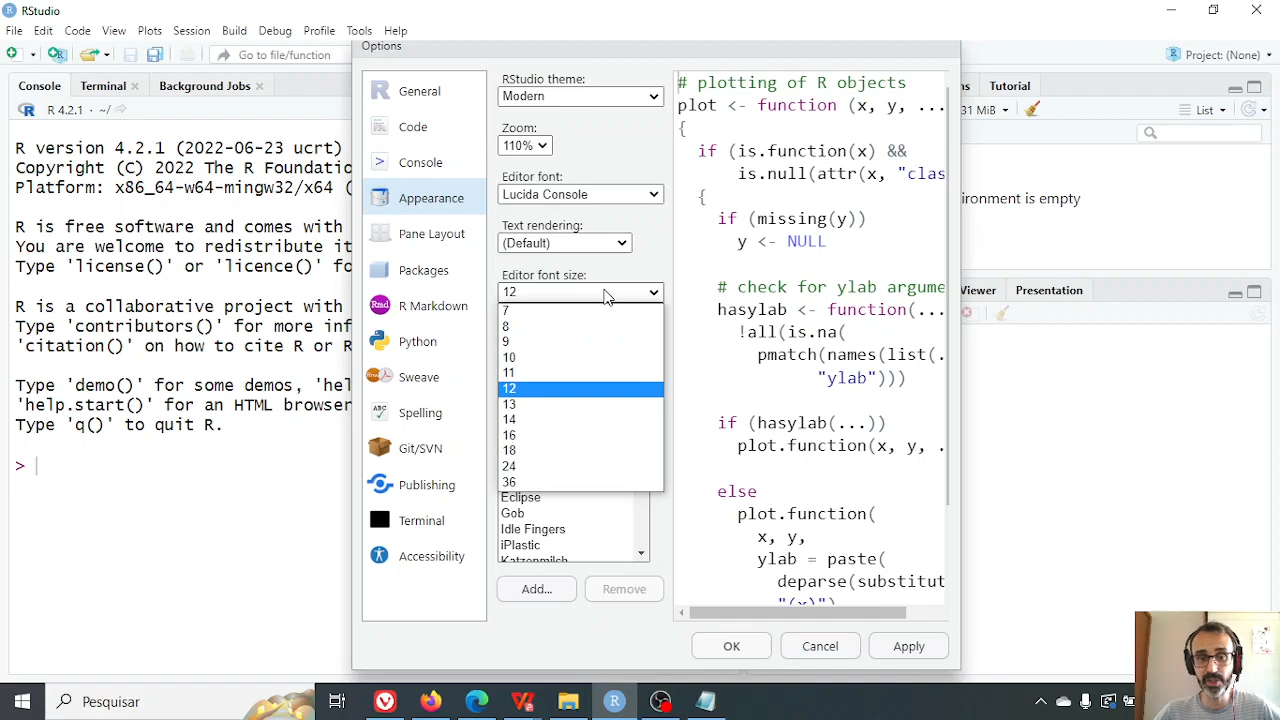 RStudio
File Edit Code View Plots Session Build Debug Profile Tools Help
Go to file/function
Project: (None)
Options
Console Terminal Background Jobs
ns Tutorial
R 4.2.1 · ~/
31 MiB
List
R version 4.2.1 (2022-06-23 ucrt)
Copyright (C) 2022 The R Foundation
Platform: x86_64-w64-mingw32/x64 (
R is free software and comes with
You are welcome to redistribute it
Type 'license()' or 'licence()' for
R is a collaborative project with
Type 'contributors()' for more inf
'citation()' on how to cite R or R
Type 'demo()' for some demos, 'hel
'help.start()' for an HTML browser
Type 'q()' to quit R.
>
General
Code
Console
Appearance
Pane Layout
Packages
Rmd R Markdown
Python
Sweave
ABC Spelling
Git/SVN
Publishing
Terminal
Accessibility
RStudio theme:
Modern
Zoom:
110%
Editor font:
Lucida Console
Text rendering:
(Default)
Editor font size:
12
7
8
9
10
11
12
13
14
16
18
24
36
Eclipse
Gob
Idle Fingers
iPlastic
Katzenmilch
Add... Remove
# plotting of R objects
plot <- function (x, y, ...
{
if (is.function(x) &&
is.null(attr(x, "clas
{
if (missing(y))
y <- NULL
# check for ylab argume
hasylab <- function(...
!all(is.na(
pmatch(names(list(.
"ylab")))
if (hasylab(...))
plot.function(x, y, .
else
plot.function(
x, y,
ylab = paste(
deparse(substitut
"(x)")
OK Cancel Apply
ironment is empty
iewer Presentation
Pesquisar